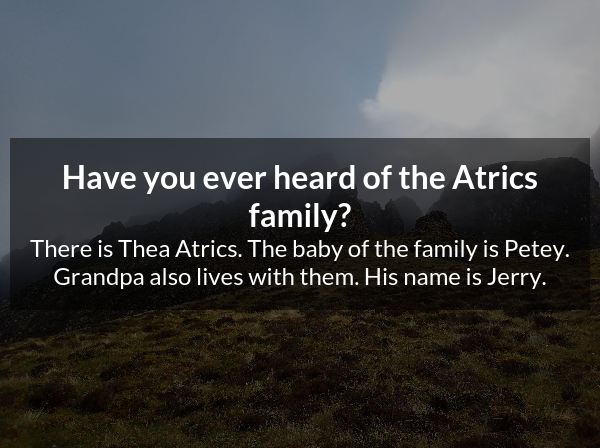 Have you ever heard of the Atrics
family?
There is Thea Atrics. The baby of the family is Petey.
Grandpa also lives with them. His name is Jerry.